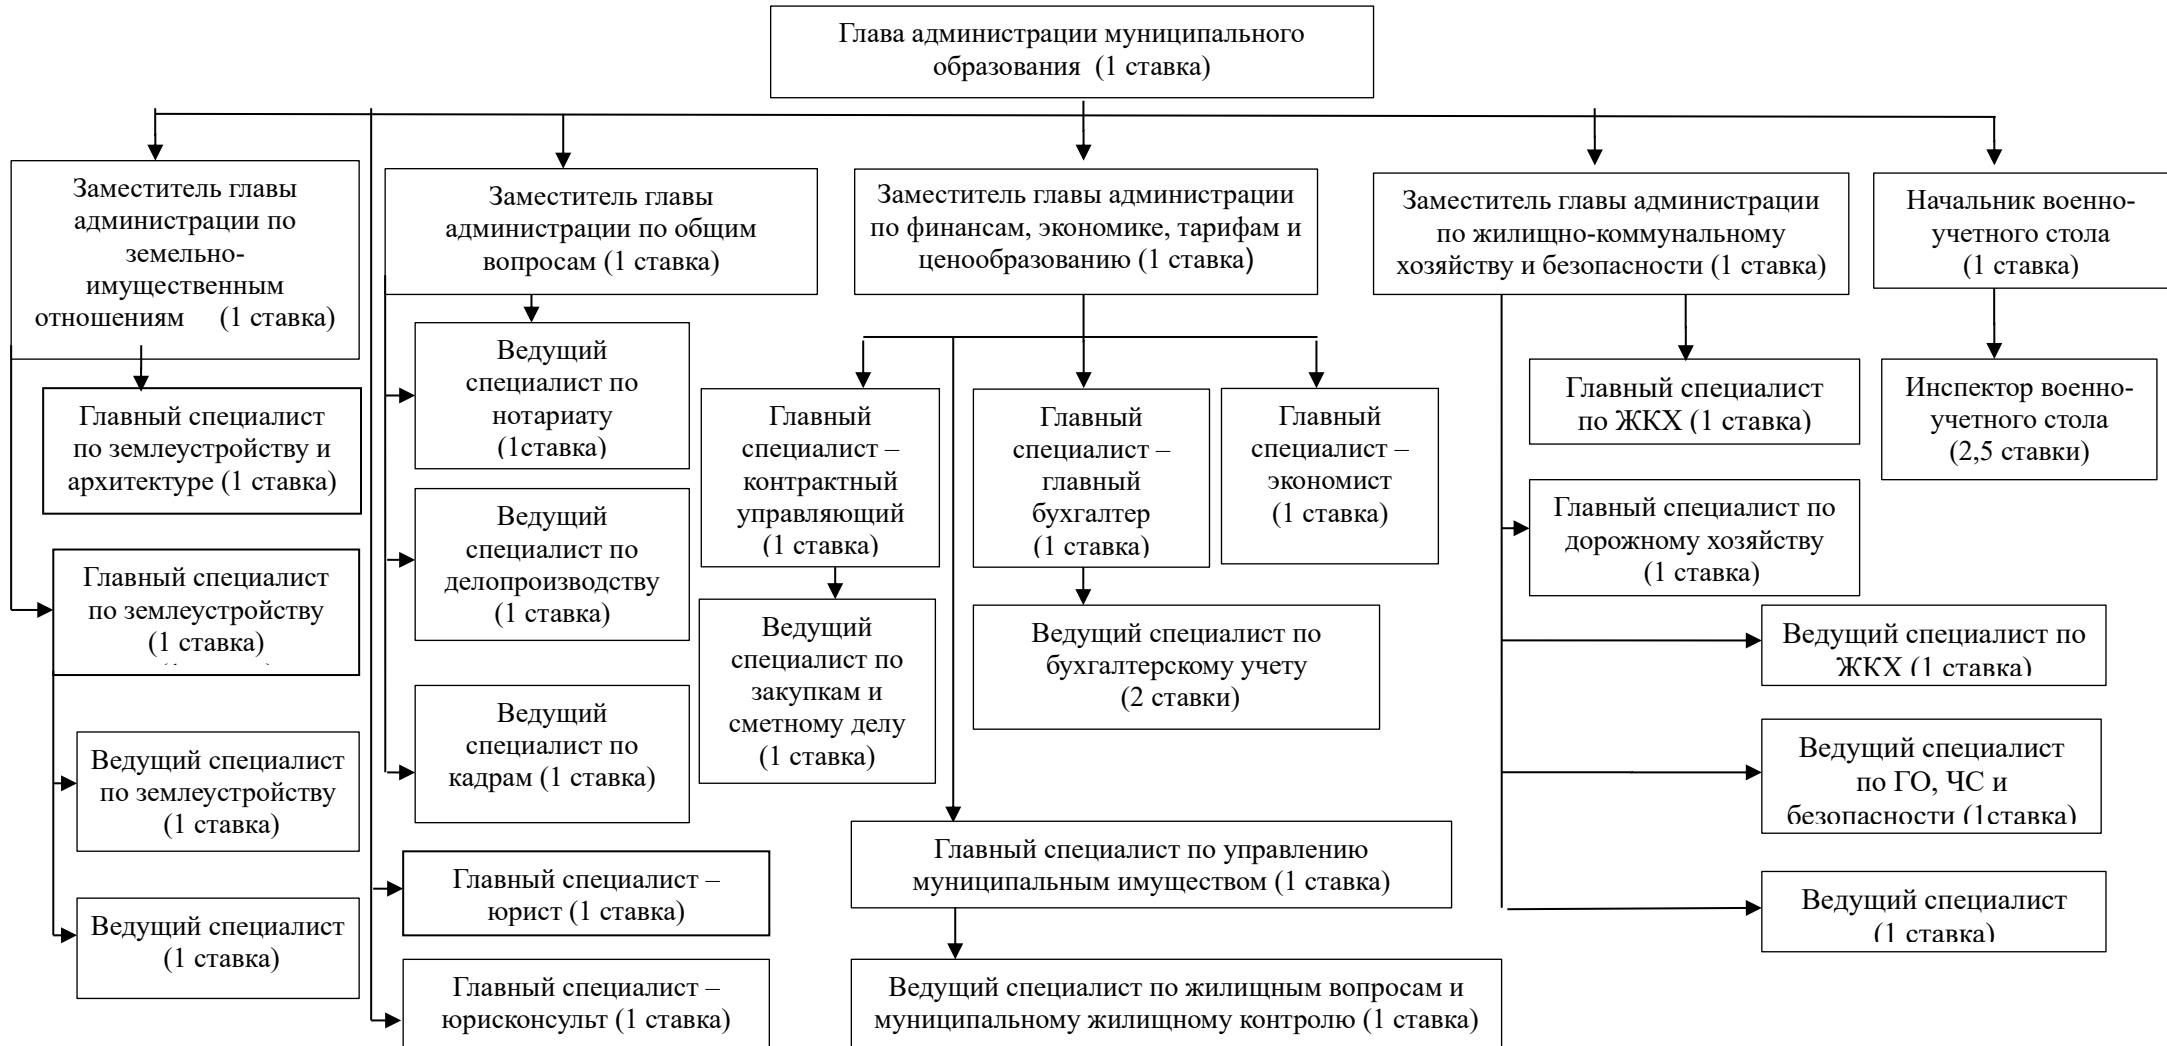 Глава администрации муниципального
образования (1 ставка)
Заместитель главы
администрации по
земельно-
имущественным
отношениям (1 ставка)
Заместитель главы
администрации по общим
вопросам (1 ставка)
Заместитель главы администрации
по финансам, экономике, тарифам и
ценообразованию (1 ставка)
Заместитель главы администрации
по жилищно-коммунальному
хозяйству и безопасности (1 ставка)
Начальник военно-
учетного стола
(1 ставка)
Главный специалист
по землеустройству и
архитектуре (1 ставка)
Главный специалист
по землеустройству
(1 ставка)
Ведущий специалист
по землеустройству
(1 ставка)
Ведущий специалист
(1 ставка)
Ведущий
специалист по
нотариату
(1ставка)
Ведущий
специалист по
делопроизводству
(1 ставка)
Ведущий
специалист по
кадрам (1 ставка)
Главный специалист –
юрист (1 ставка)
Главный специалист –
юрисконсульт (1 ставка)
Главный
специалист –
контрактный
управляющий
(1 ставка)
Ведущий
специалист по
закупкам и
сметному делу
(1 ставка)
Главный
специалист –
главный
бухгалтер
(1 ставка)
Ведущий специалист по
бухгалтерскому учету
(2 ставки)
Главный
специалист –
экономист
(1 ставка)
Главный специалист по управлению
муниципальным имуществом (1 ставка)
Ведущий специалист по жилищным вопросам и
муниципальному жилищному контролю (1 ставка)
Главный специалист
по ЖКХ (1 ставка)
Главный специалист по
дорожному хозяйству
(1 ставка)
Ведущий специалист по
ЖКХ (1 ставка)
Ведущий специалист
по ГО, ЧС и
безопасности (1ставка)
Ведущий специалист
(1 ставка)
Инспектор военно-
учетного стола
(2,5 ставки)